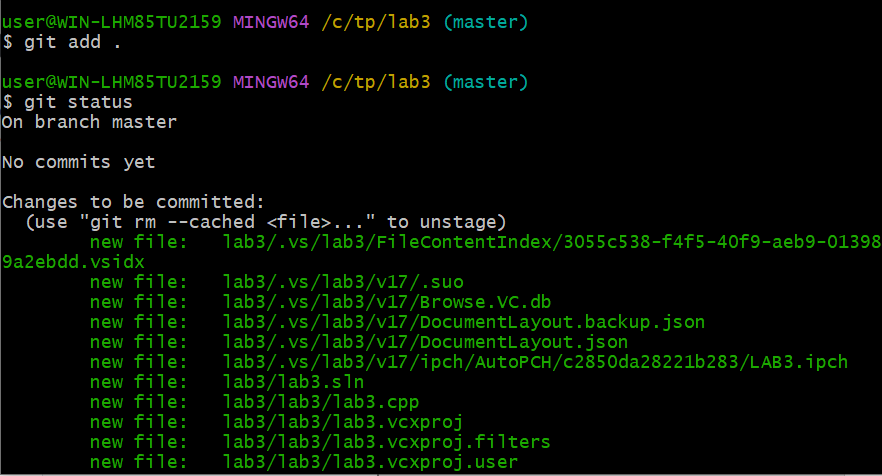 user@WIN-LHM85TU2159 MINGW64 /c/tp/lab3 (master)
$ git add .
user@WIN-LHM85TU2159 MINGW64 /c/tp/lab3 (master)
$ git status
On branch master
No commits yet
Changes to be committed:
  (use "git rm --cached <file>..." to unstage)
        new file:   lab3/.vs/lab3/FileContentIndex/3055c538-f4f5-40f9-aeb9-01398
9a2ebdd.vsidx
        new file:   lab3/.vs/lab3/v17/.suo
        new file:   lab3/.vs/lab3/v17/Browse.VC.db
        new file:   lab3/.vs/lab3/v17/DocumentLayout.backup.json
        new file:   lab3/.vs/lab3/v17/DocumentLayout.json
        new file:   lab3/.vs/lab3/v17/ipch/AutoPCH/c2850da28221b283/LAB3.ipch
        new file:   lab3/lab3.sln
        new file:   lab3/lab3/lab3.cpp
        new file:   lab3/lab3/lab3.vcxproj
        new file:   lab3/lab3/lab3.vcxproj.filters
        new file:   lab3/lab3/lab3.vcxproj.user